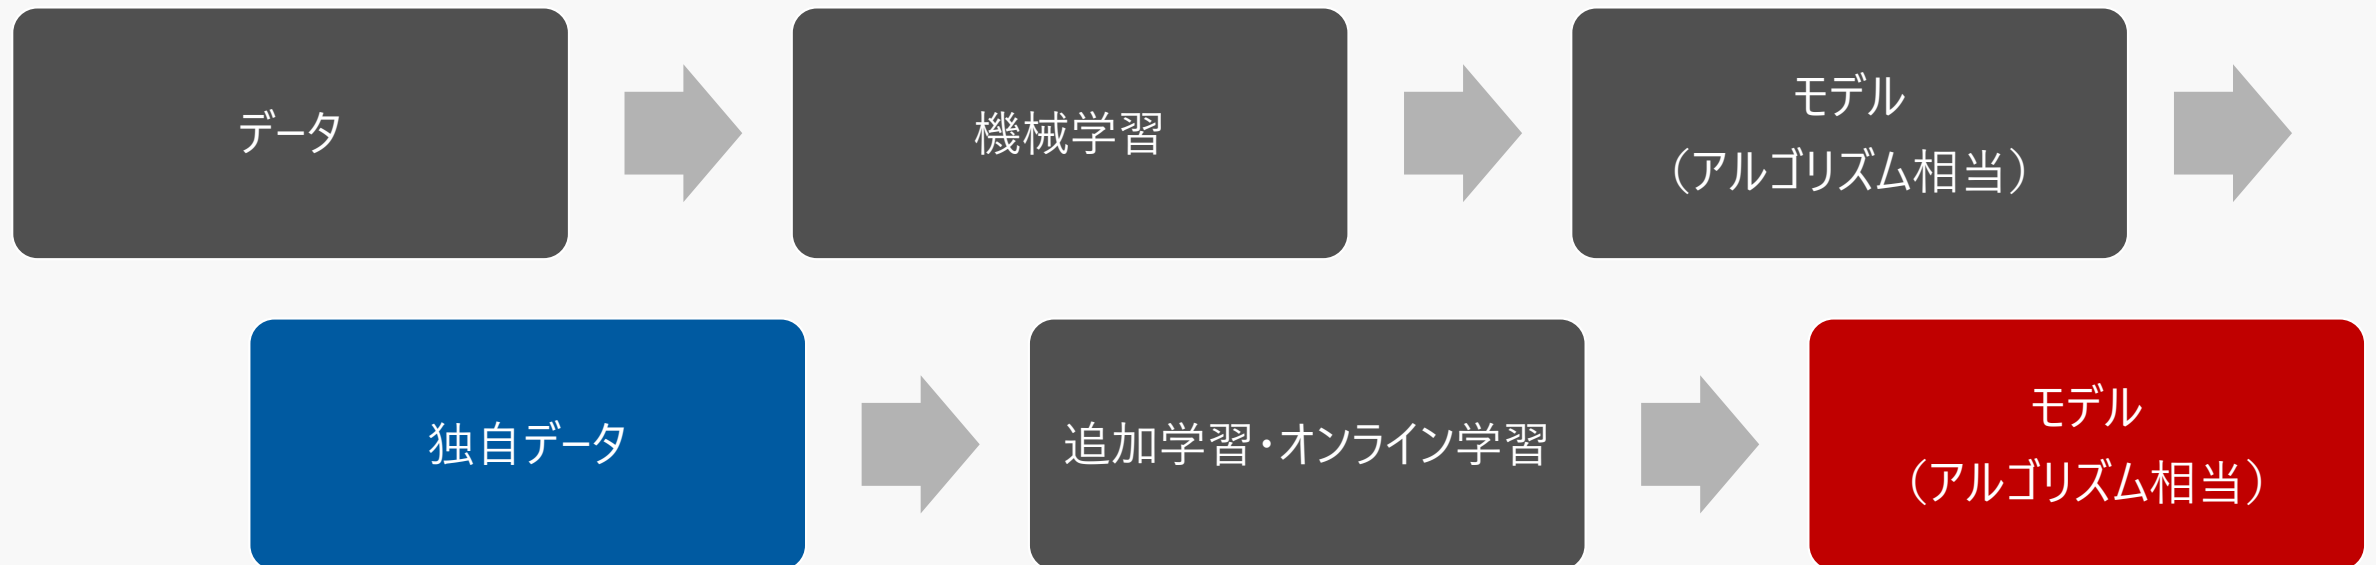 データ
機械学習
モデル
（アルゴリズム相当）
独自データ
追加学習・オンライン学習
モデル
（アルゴリズム相当）